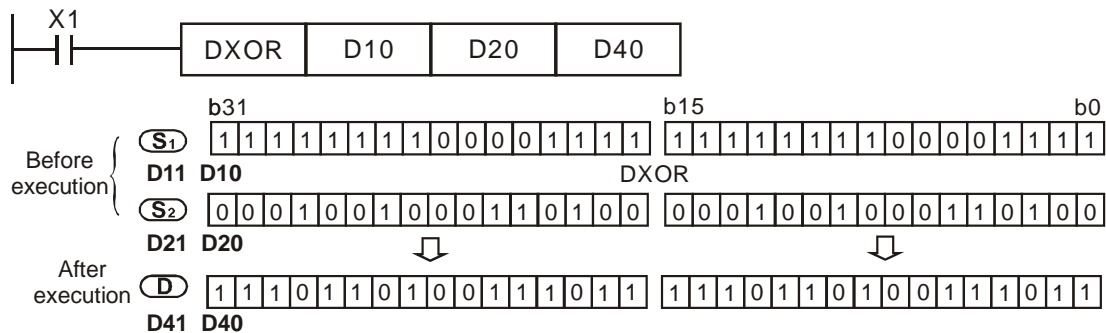 X1
DXOR D10 D20 D40
b31 b15 b0
Before execution
S1 1 1 1 1 1 1 1 1 0 0 0 0 1 1 1 1 1 1 1 1 1 1 1 1 0 0 0 0 1 1 1 1
D11 D10 DXOR
S2 0 0 0 1 0 0 1 0 0 0 1 1 0 1 0 0 0 0 0 1 0 0 1 0 0 0 1 1 0 1 0 0
D21 D20
After execution
D 1 1 1 0 1 1 0 1 0 0 1 1 1 0 1 1 1 1 1 0 1 1 0 1 0 0 1 1 1 0 1 1
D41 D40